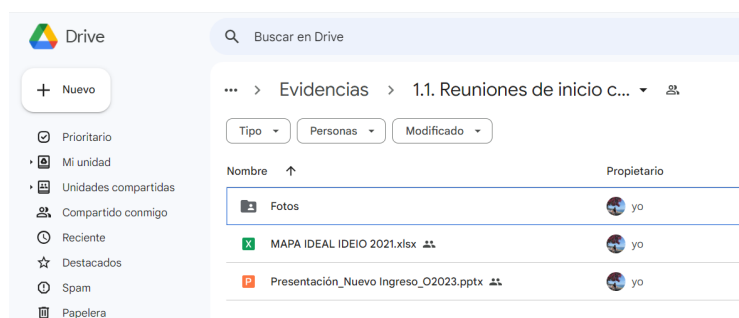 Drive
Buscar en Drive
Nuevo
... > Evidencias > 1.1. Reuniones de inicio c...
Tipo Personas Modificado
Prioritario
Mi unidad
Unidades compartidas
Compartido conmigo
Reciente
Destacados
Spam
Papelera
Nombre Propietario
Fotos yo
MAPA IDEAL IDEIO 2021.xlsx yo
Presentación_Nuevo Ingreso_O2023.pptx yo